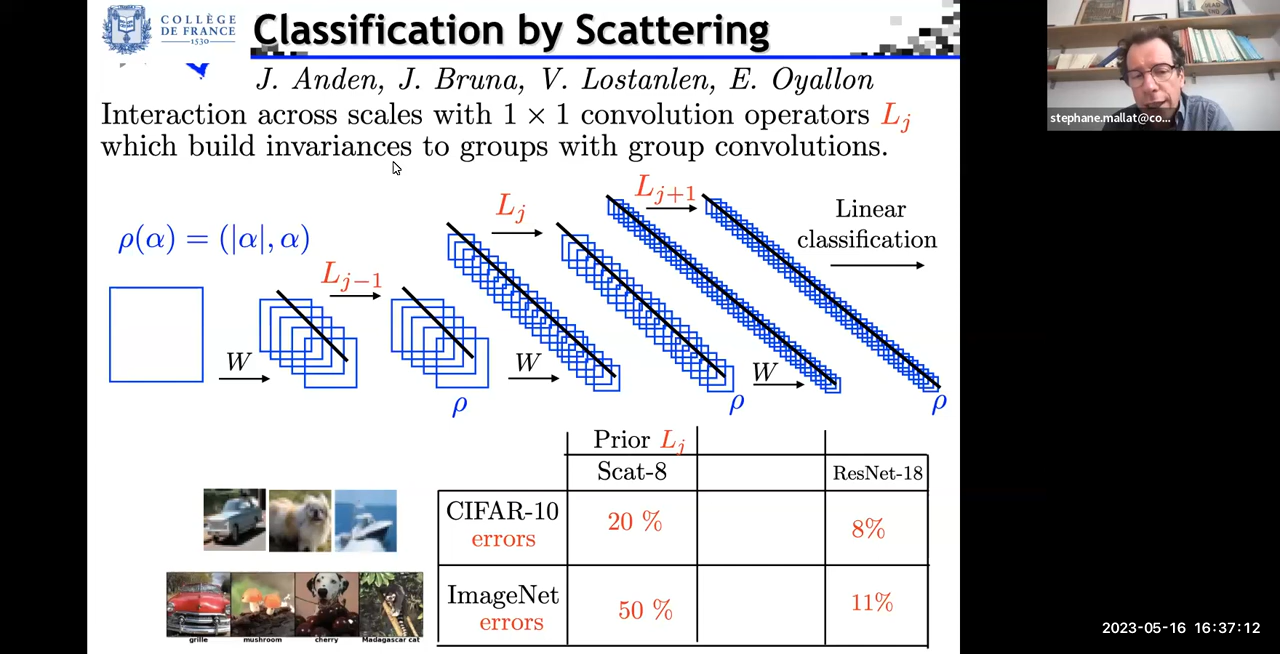 COLLÈGE
DE FRANCE
1530
Classification by Scattering
J. Anden, J. Bruna, V. Lostanlen, E. Oyallon
Interaction across scales with 1 × 1 convolution operators L_j
which build invariances to groups with group convolutions.
ρ(α) = (|α|, α)
L_{j−1}
L_j
L_{j+1}
Linear
classification
W
W
W
ρ
ρ
ρ
Prior L_j
Scat-8
ResNet-18
CIFAR-10
errors
20 %
8%
ImageNet
errors
50 %
11%
grille
mushroom
cherry
Madagascar cat
stephane.mallat@co...
2023-05-16 16:37:12